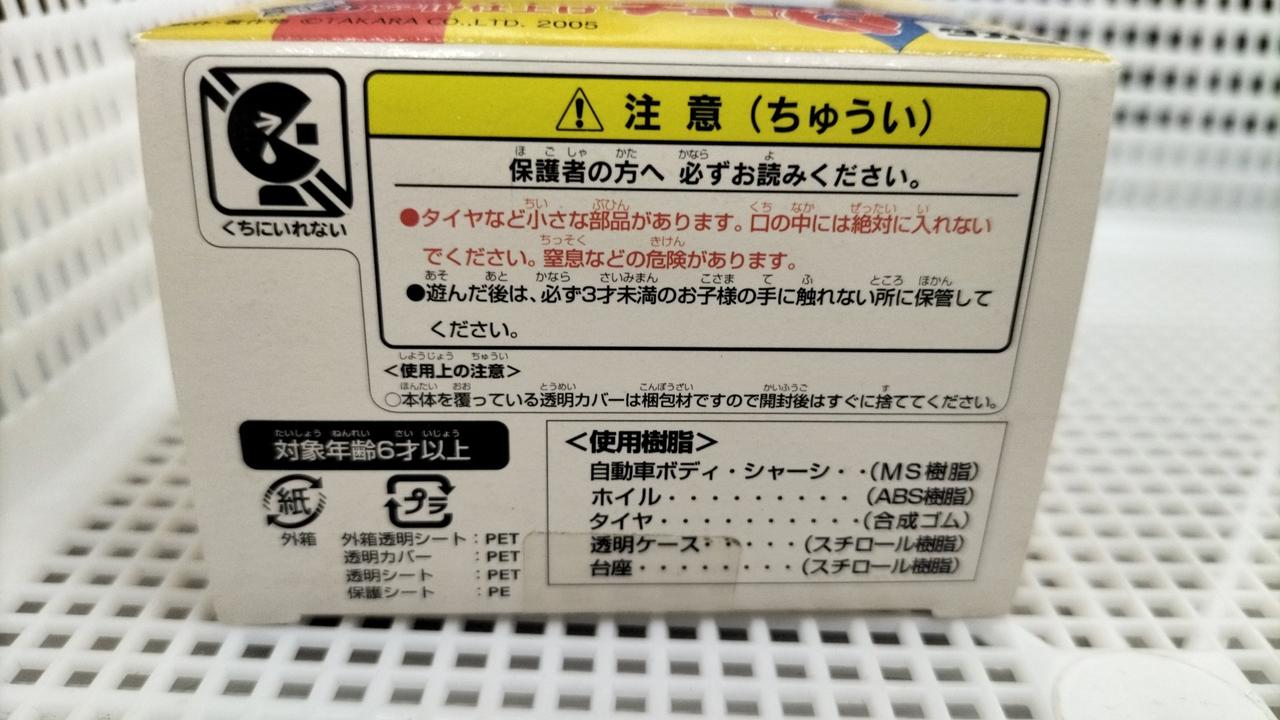 ©TAKARA CO.,LTD. 2005
くちにいれない
注意（ちゅうい）
保護者の方へ 必ずお読みください。
●タイヤなど小さな部品があります。口の中には絶対に入れない
でください。窒息などの危険があります。
●遊んだ後は、必ず3才未満のお子様の手に触れない所に保管して
ください。
＜使用上の注意＞
○本体を覆っている透明カバーは梱包材ですので開封後はすぐに捨ててください。
対象年齢6才以上
紙
外箱
プラ
外箱透明シート：PET
透明カバー：PET
透明シート：PET
保護シート：PE
＜使用樹脂＞
自動車ボディ・シャーシ・・（MS樹脂）
ホイル・・・・・・・・・（ABS樹脂）
タイヤ・・・・・・・・・・（合成ゴム）
透明ケース・・・・・（スチロール樹脂）
台座・・・・・・・・（スチロール樹脂）